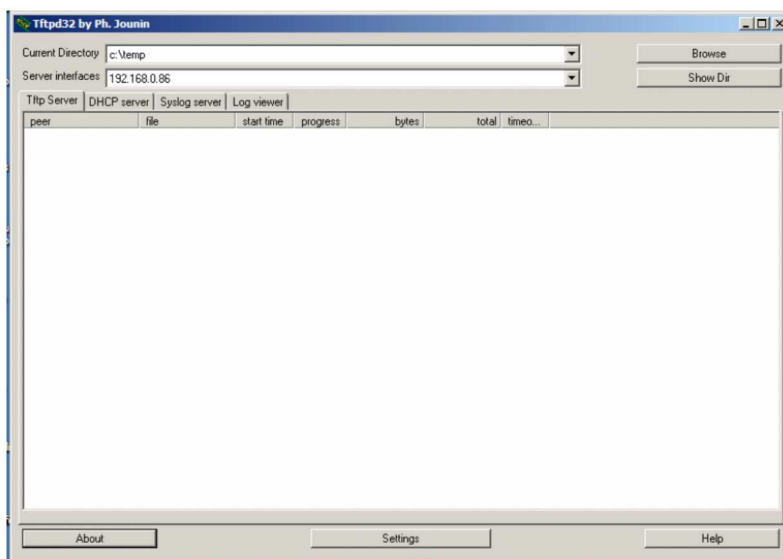 Tftpd32 by Ph. Jounin
Current Directory c:\temp Browse
Server interfaces 192.168.0.86 Show Dir
Tftp Server DHCP server Syslog server Log viewer
peer file start time progress bytes total timeo...
About Settings Help